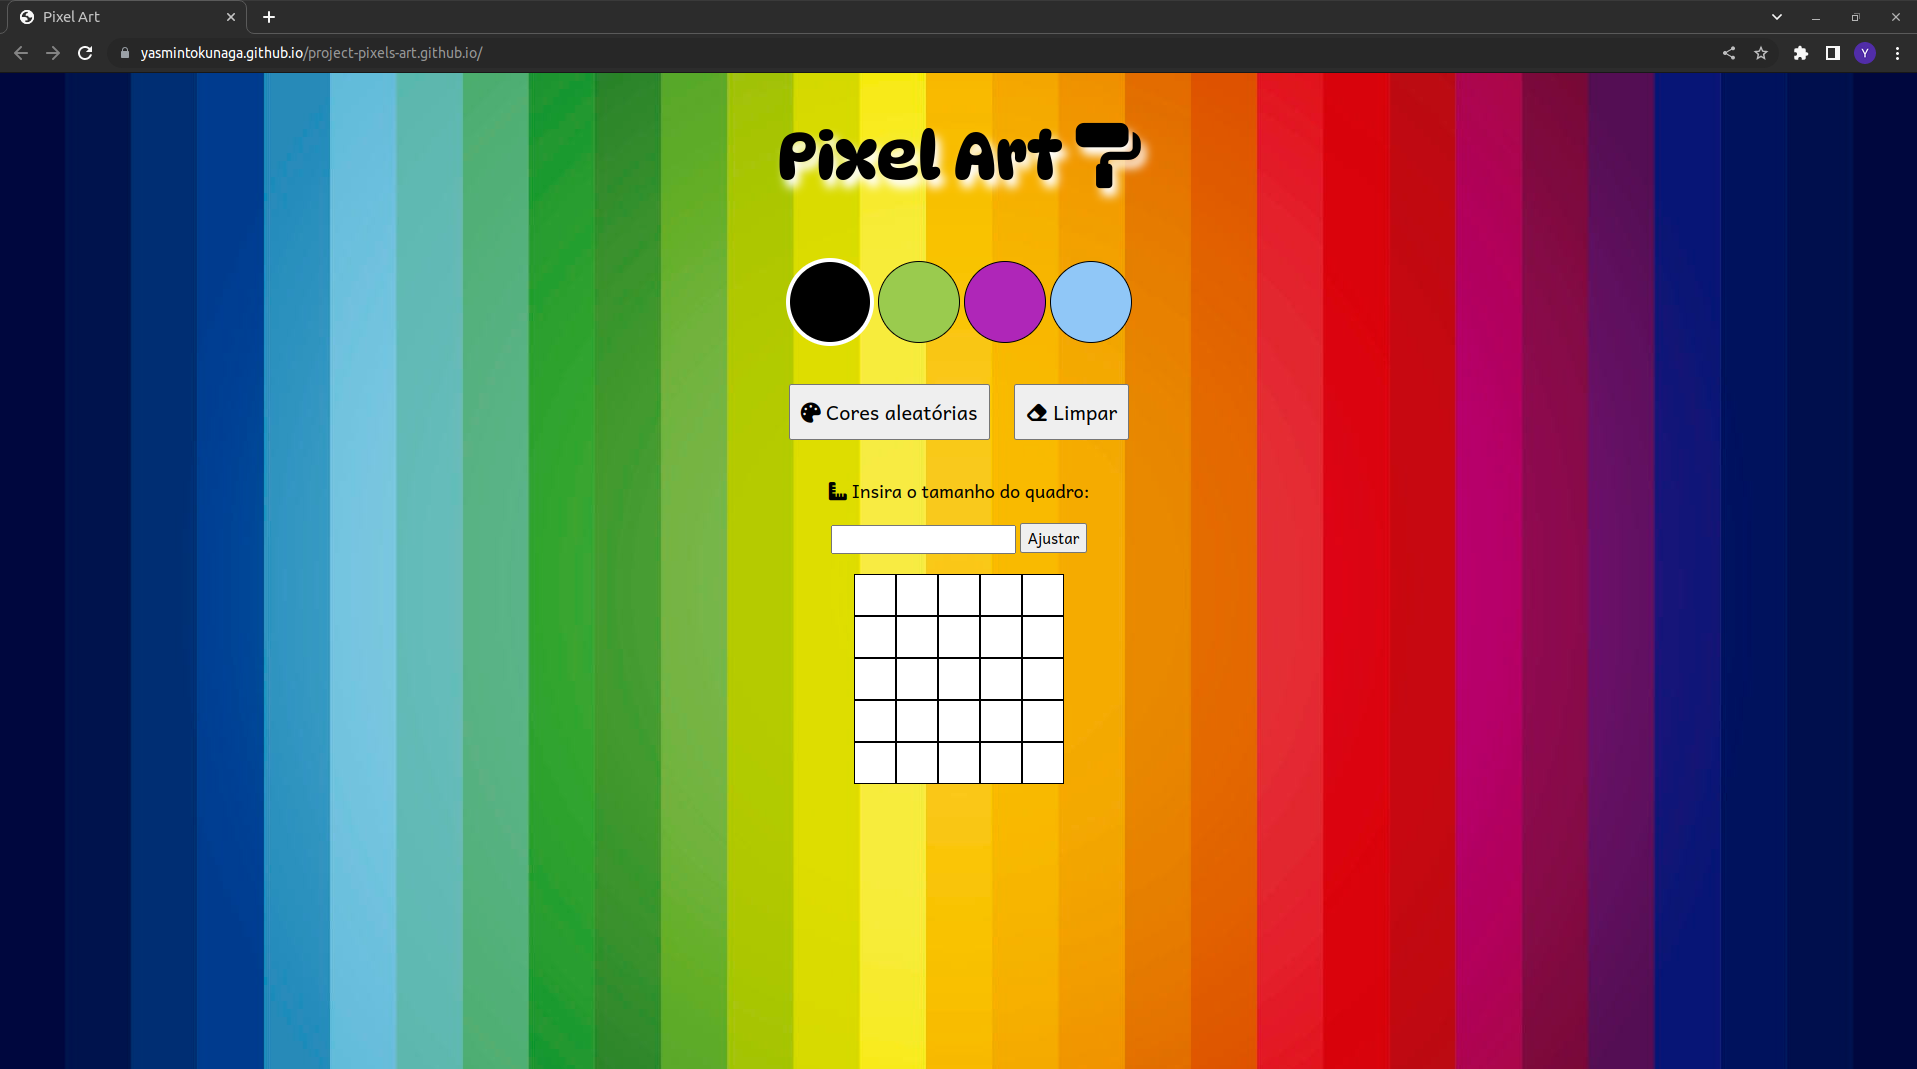 Pixel Art
yasmintokunaga.github.io/project-pixels-art.github.io/
Y
Pixel Art
Cores aleatórias
Limpar
Insira o tamanho do quadro:
Ajustar